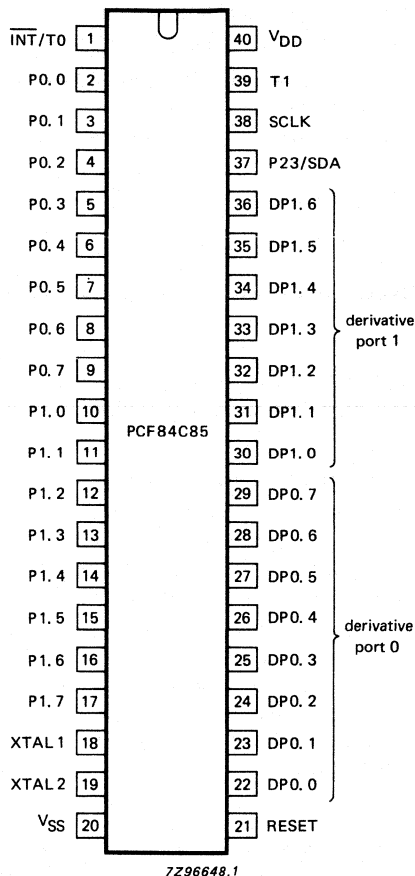 INT/T0 1 40 VDD
P0.0 2 39 T1
P0.1 3 38 SCLK
P0.2 4 37 P23/SDA
P0.3 5 36 DP1.6
P0.4 6 35 DP1.5
P0.5 7 34 DP1.4
P0.6 8 33 DP1.3
derivative
port 1
P0.7 9 32 DP1.2
P1.0 10 31 DP1.1
PCF84C85
P1.1 11 30 DP1.0
P1.2 12 29 DP0.7
P1.3 13 28 DP0.6
P1.4 14 27 DP0.5
P1.5 15 26 DP0.4
derivative
port 0
P1.6 16 25 DP0.3
P1.7 17 24 DP0.2
XTAL1 18 23 DP0.1
XTAL2 19 22 DP0.0
VSS 20 21 RESET
7Z96648.1